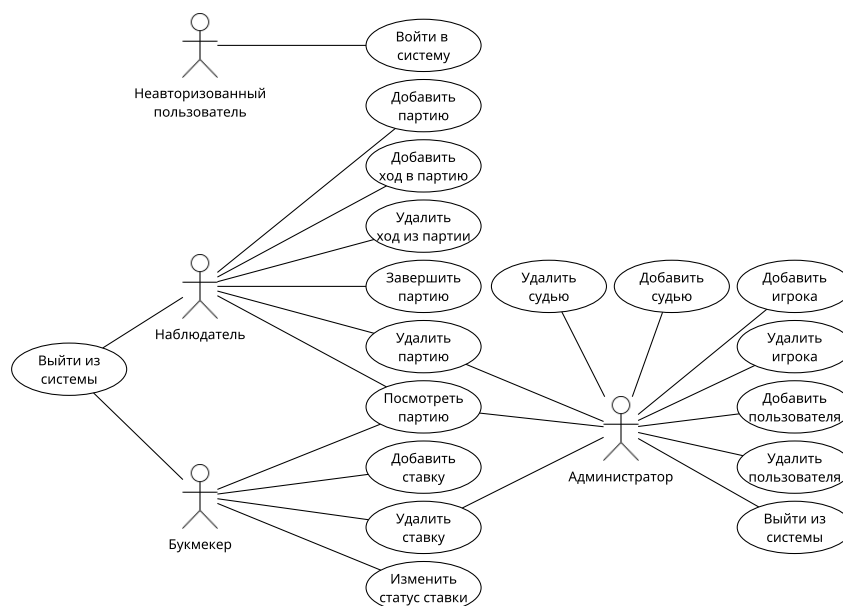 Войти в
систему
Неавторизованный
пользователь
Добавить
партию
Добавить
ход в партию
Удалить
ход из партии
Завершить
партию
Удалить
судью
Добавить
судью
Добавить
игрока
Наблюдатель
Удалить
партию
Удалить
игрока
Выйти из
системы
Посмотреть
партию
Добавить
пользователя
Администратор
Добавить
ставку
Удалить
пользователя
Букмекер
Удалить
ставку
Выйти из
системы
Изменить
статус ставки